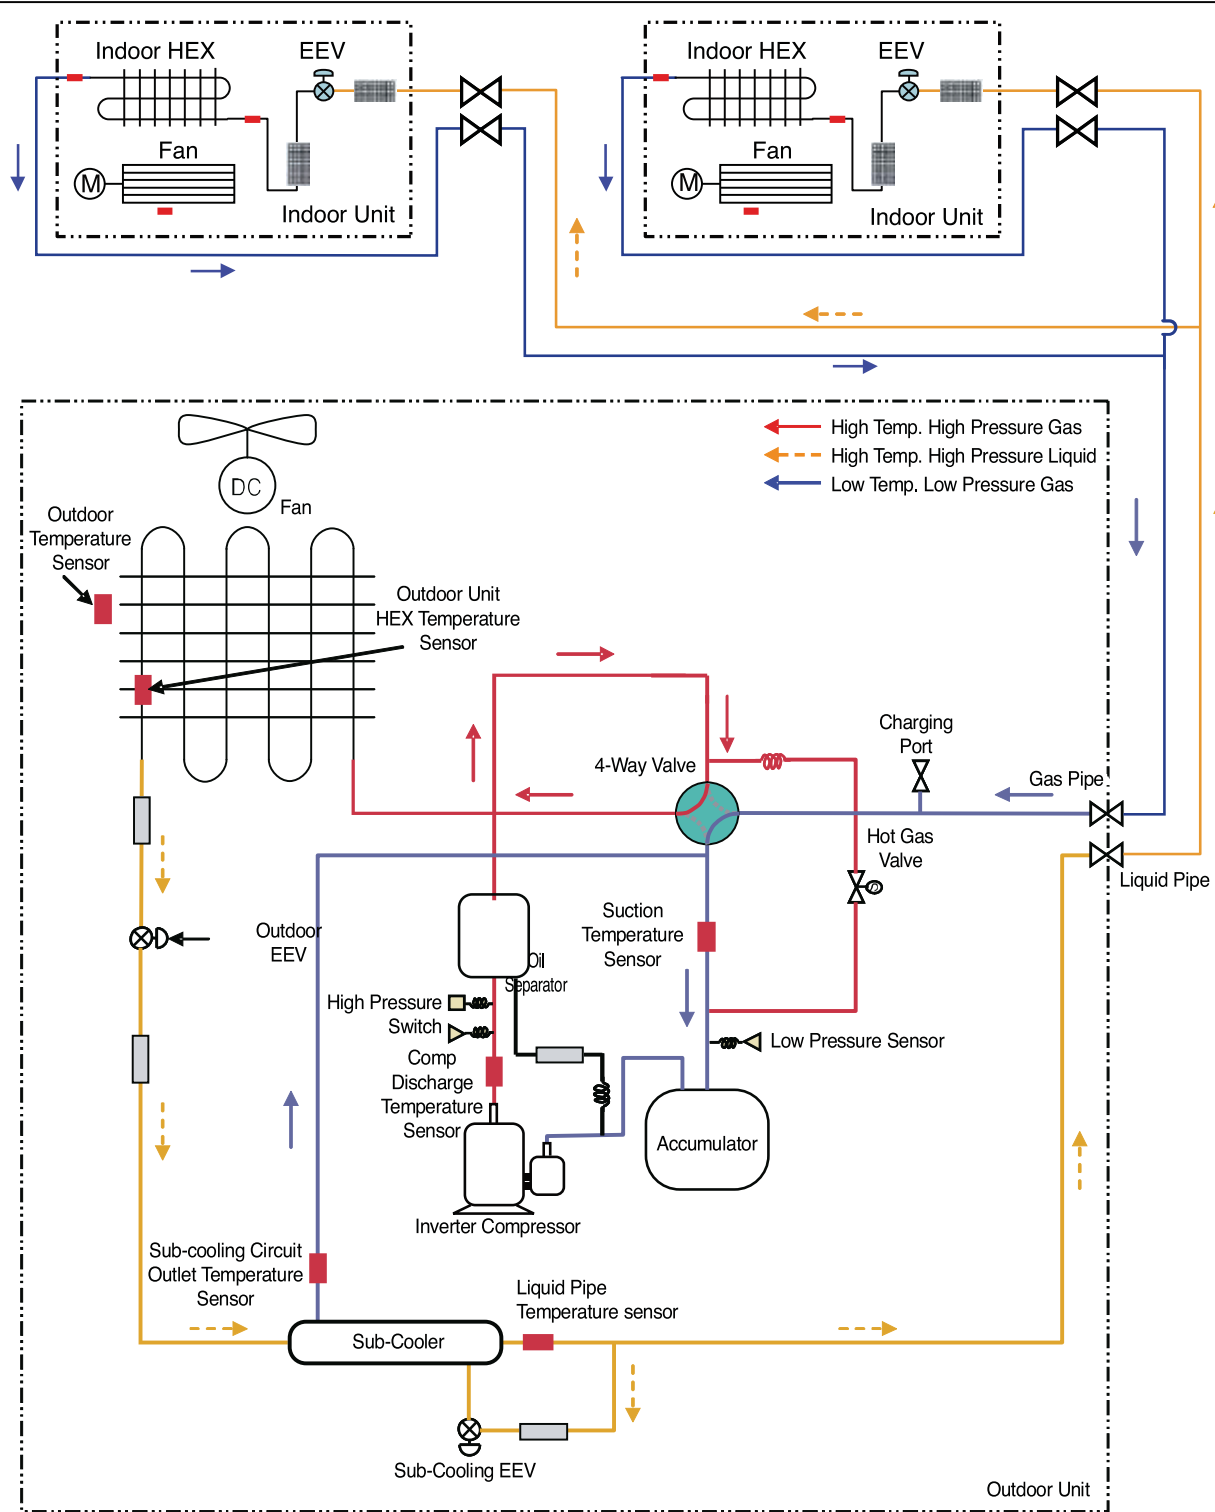 Indoor HEX
EEV
Fan
M
Indoor Unit
Indoor HEX
EEV
Fan
M
Indoor Unit
High Temp. High Pressure Gas
High Temp. High Pressure Liquid
Low Temp. Low Pressure Gas
DC
Fan
Outdoor
Temperature
Sensor
Outdoor Unit
HEX Temperature
Sensor
4-Way Valve
Charging
Port
Gas Pipe
Hot Gas
Valve
Liquid Pipe
Outdoor
EEV
Suction
Temperature
Sensor
Oil
Separator
High Pressure
Switch
Low Pressure Sensor
Comp
Discharge
Temperature
Sensor
Accumulator
Inverter Compressor
Sub-cooling Circuit
Outlet Temperature
Sensor
Liquid Pipe
Temperature sensor
Sub-Cooler
Sub-Cooling EEV
Outdoor Unit